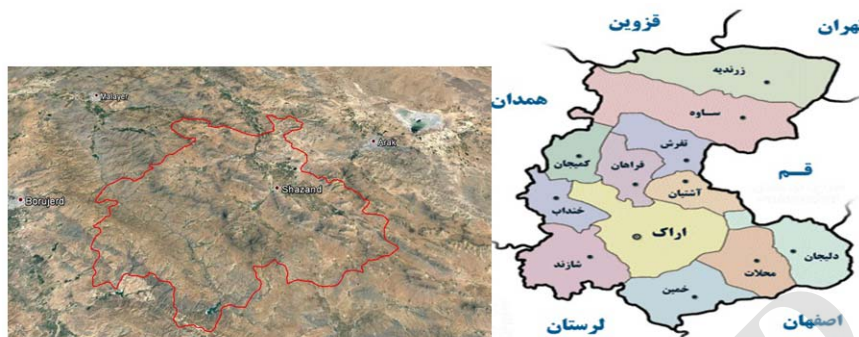 Malayer
Arak
Shazand
Borujerd
قزوین
تهران
همدان
زرندیه
ساوه
تفرش
کمیجان
فراهان
قم
آشتیان
خنداب
اراک
دلیجان
محلات
شازند
خمین
لرستان
اصفهان